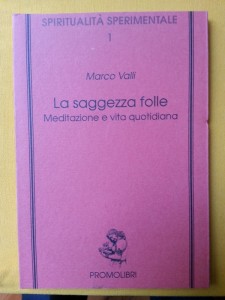 SPIRITUALITÀ SPERIMENTALE
1
Marco Valli
La saggezza folle
Meditazione e vita quotidiana
PROMOLIBRI